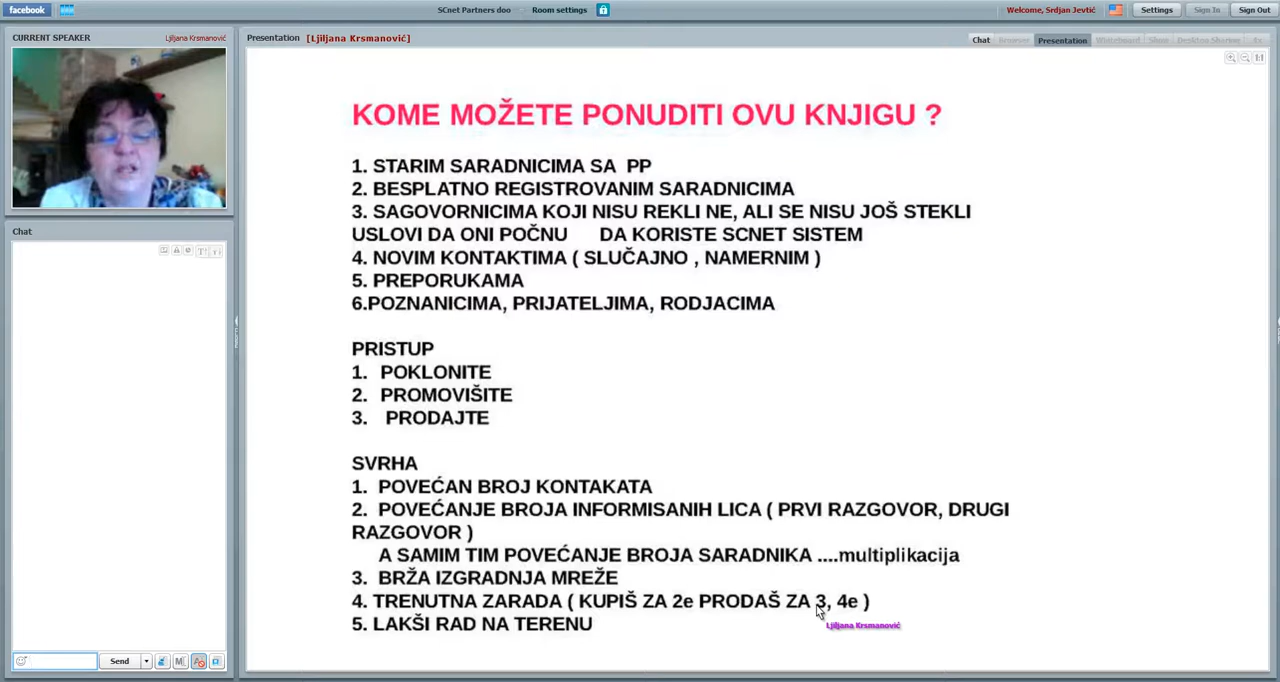 facebook
SCnet Partners doo
Room settings
Welcome, Srdjan Jevtić
Settings
Sign In
Sign Out
CURRENT SPEAKER
Ljiljana Krsmanović
Presentation
[Ljiljana Krsmanović]
Chat
Presentation
Whiteboard
Desktop Sharing
KOME MOŽETE PONUDITI OVU KNJIGU ?
1. STARIM SARADNICIMA SA PP
2. BESPLATNO REGISTROVANIM SARADNICIMA
3. SAGOVORNICIMA KOJI NISU REKLI NE, ALI SE NISU JOŠ STEKLI
USLOVI DA ONI POČNU DA KORISTE SCNET SISTEM
4. NOVIM KONTAKTIMA ( SLUČAJNO , NAMERNIM )
5. PREPORUKAMA
6.POZNANICIMA, PRIJATELJIMA, RODJACIMA
PRISTUP
1. POKLONITE
2. PROMOVIŠITE
3. PRODAJTE
SVRHA
1. POVEĆAN BROJ KONTAKATA
2. POVEĆANJE BROJA INFORMISANIH LICA ( PRVI RAZGOVOR, DRUGI
RAZGOVOR )
A SAMIM TIM POVEĆANJE BROJA SARADNIKA ....multiplikacija
3. BRŽA IZGRADNJA MREŽE
4. TRENUTNA ZARADA ( KUPIŠ ZA 2e PRODAŠ ZA 3, 4e )
5. LAKŠI RAD NA TERENU
Ljiljana Krsmanović
Chat
Send